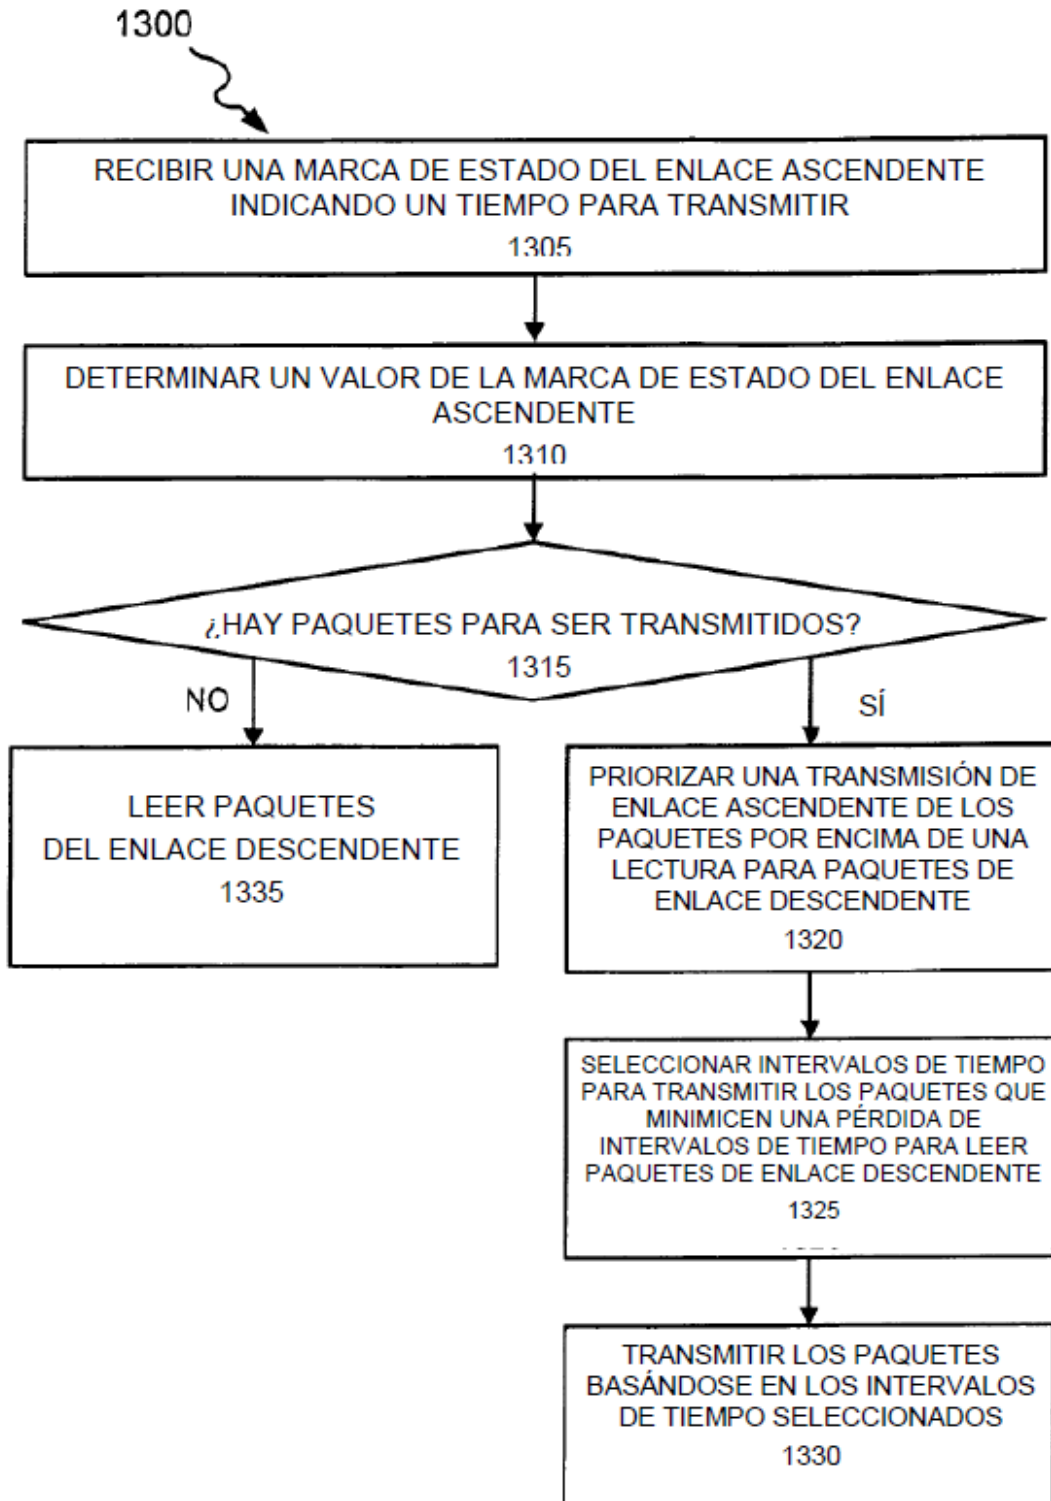 1300
RECIBIR UNA MARCA DE ESTADO DEL ENLACE ASCENDENTE
INDICANDO UN TIEMPO PARA TRANSMITIR
1305
DETERMINAR UN VALOR DE LA MARCA DE ESTADO DEL ENLACE
ASCENDENTE
1310
¿HAY PAQUETES PARA SER TRANSMITIDOS?
1315
NO
SÍ
LEER PAQUETES
DEL ENLACE DESCENDENTE
1335
PRIORIZAR UNA TRANSMISIÓN DE
ENLACE ASCENDENTE DE LOS
PAQUETES POR ENCIMA DE UNA
LECTURA PARA PAQUETES DE
ENLACE DESCENDENTE
1320
SELECCIONAR INTERVALOS DE TIEMPO
PARA TRANSMITIR LOS PAQUETES QUE
MINIMICEN UNA PÉRDIDA DE
INTERVALOS DE TIEMPO PARA LEER
PAQUETES DE ENLACE DESCENDENTE
1325
TRANSMITIR LOS PAQUETES
BASÁNDOSE EN LOS INTERVALOS
DE TIEMPO SELECCIONADOS
1330